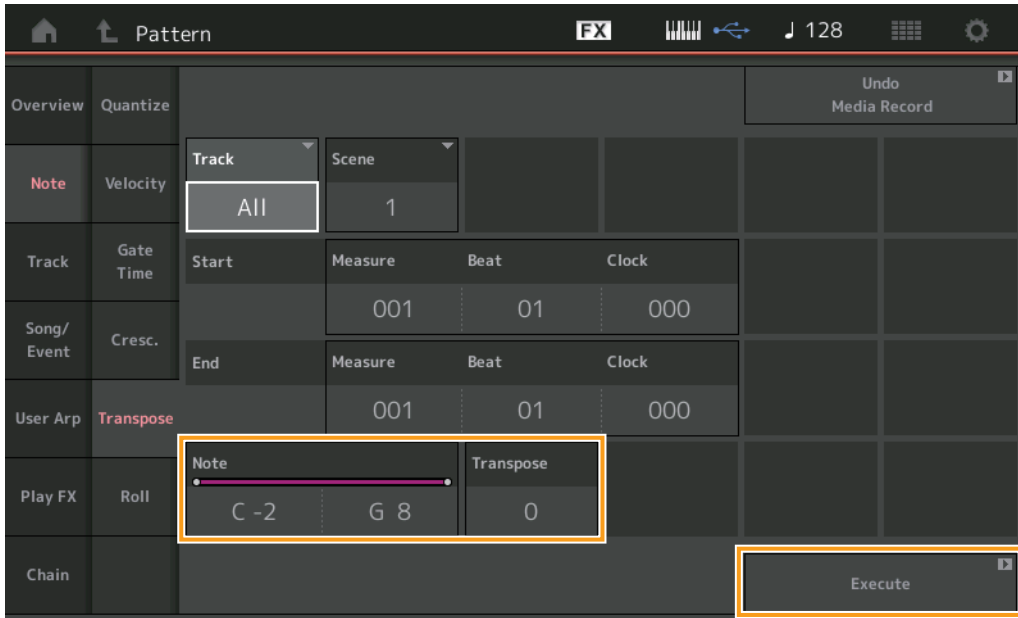 Pattern
FX
♩ 128
Undo
Media Record
Overview
Quantize
Note
Velocity
Track
Gate
Time
Song/
Event
Cresc.
User Arp
Transpose
Play FX
Roll
Chain
Track
All
Scene
1
Start
Measure Beat Clock
001 01 000
End
Measure Beat Clock
001 01 000
Note
C -2 G 8
Transpose
0
Execute